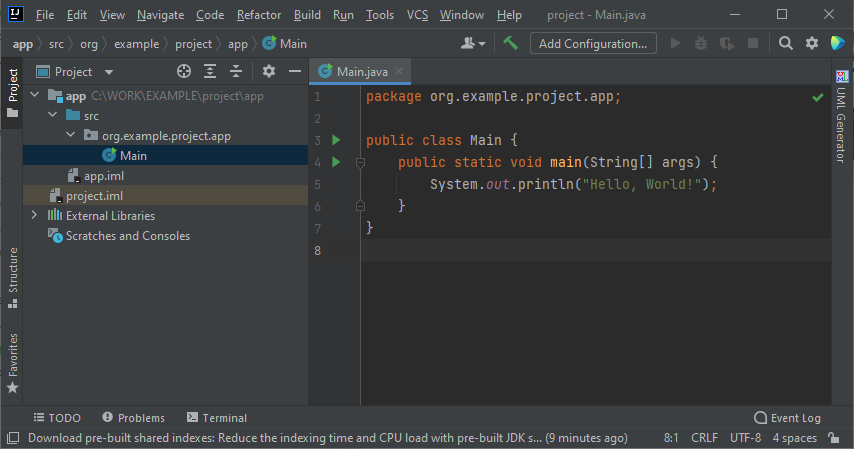 IJ File Edit View Navigate Code Refactor Build Run Tools VCS Window Help project - Main.java
app src org example project app Main Add Configuration...
Project Project Main.java
app C:\WORK\EXAMPLE\project\app
src
org.example.project.app
Main
app.iml
project.iml
External Libraries
Scratches and Consoles
Structure
Favorites
1 package org.example.project.app;
2
3 public class Main {
4 public static void main(String[] args) {
5 System.out.println("Hello, World!");
6 }
7 }
8
UML Generator
TODO Problems Terminal Event Log
Download pre-built shared indexes: Reduce the indexing time and CPU load with pre-built JDK s... (9 minutes ago) 8:1 CRLF UTF-8 4 spaces